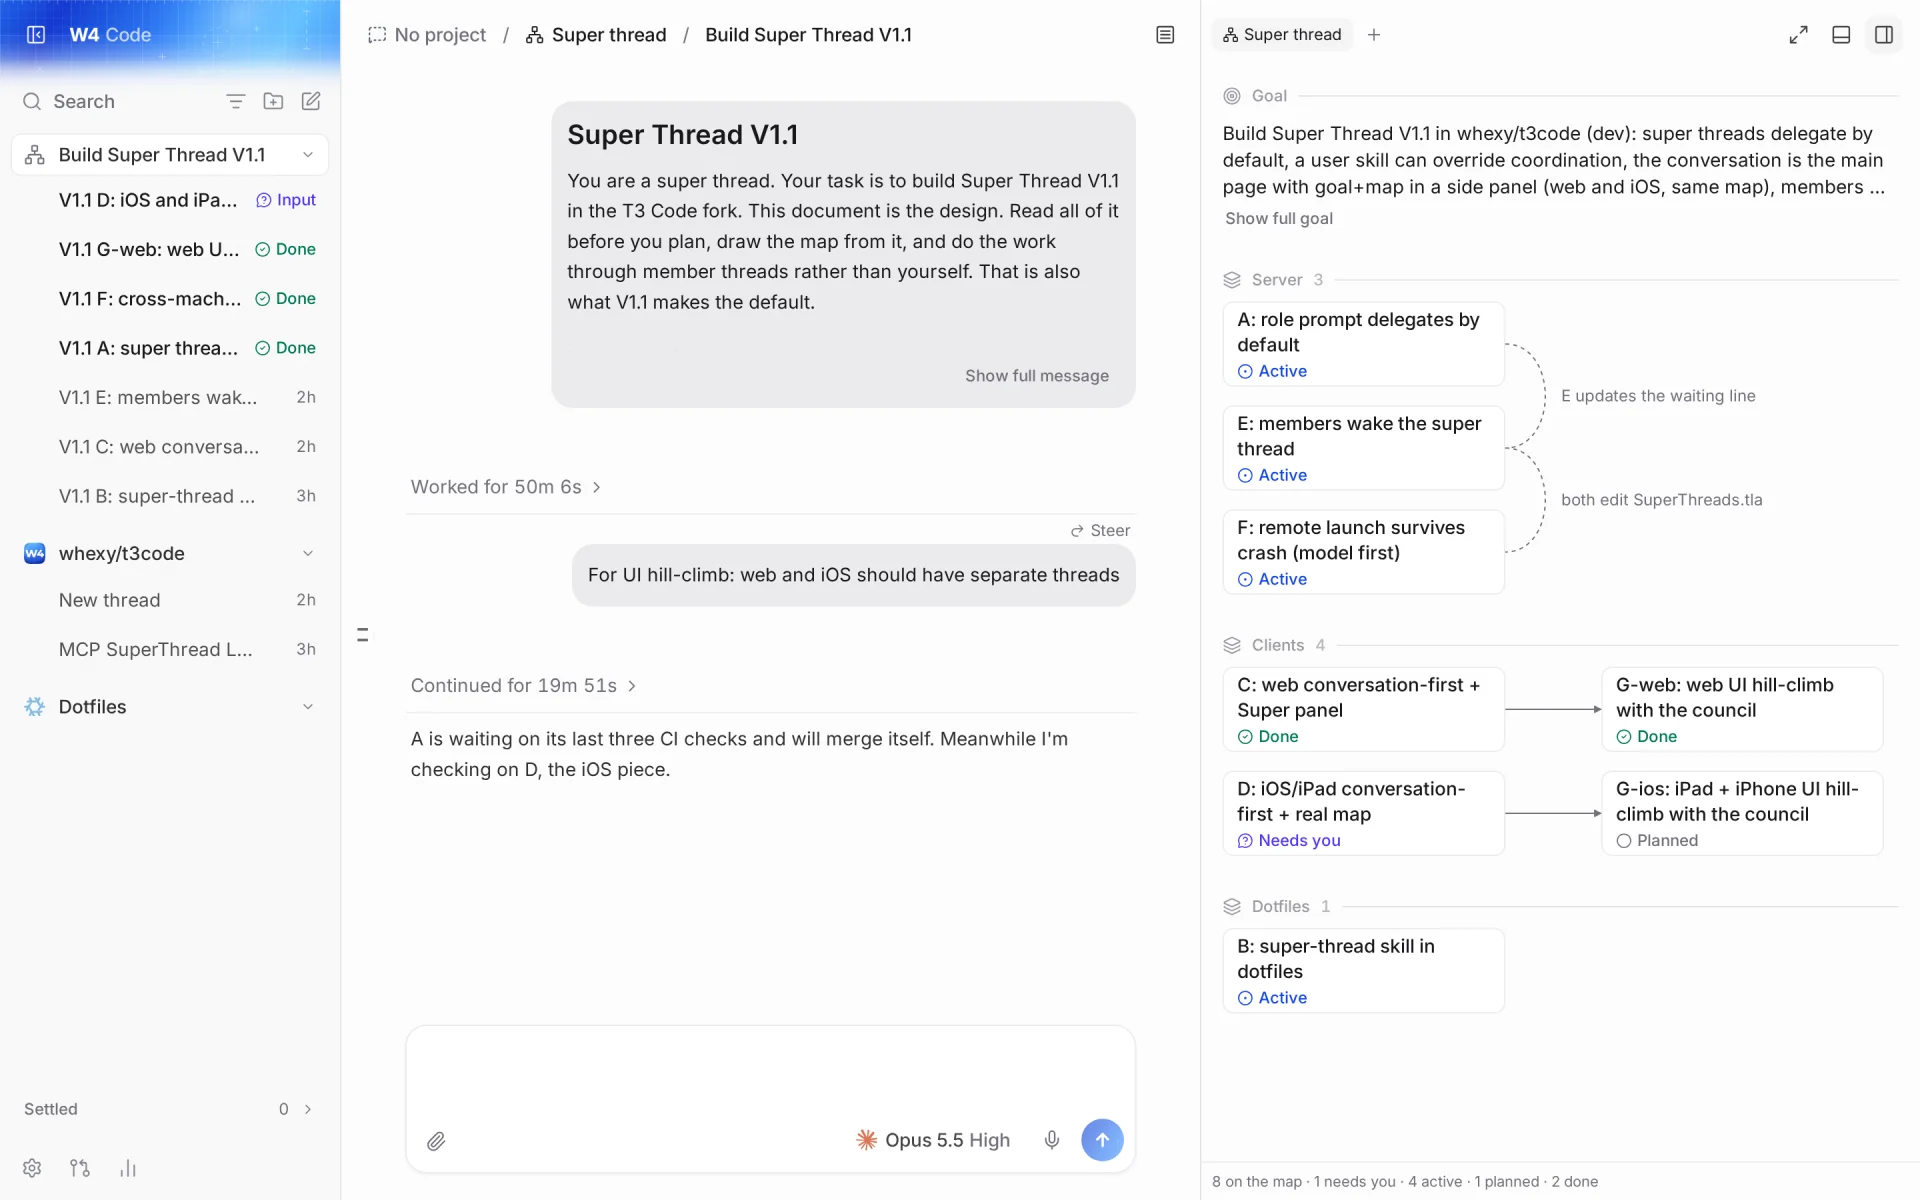 W4 Code
Search
Build Super Thread V1.1
V1.1 D: iOS and iPa... Input
V1.1 G-web: web U... Done
V1.1 F: cross-mach... Done
V1.1 A: super threa... Done
V1.1 E: members wak... 2h
V1.1 C: web conversa... 2h
V1.1 B: super-thread ... 3h
W4 whexy/t3code
New thread 2h
MCP SuperThread L... 3h
Dotfiles
Settled 0
No project / Super thread / Build Super Thread V1.1
Super Thread V1.1
You are a super thread. Your task is to build Super Thread V1.1
in the T3 Code fork. This document is the design. Read all of it
before you plan, draw the map from it, and do the work
through member threads rather than yourself. That is also
what V1.1 makes the default.
Show full message
Worked for 50m 6s
Steer
For UI hill-climb: web and iOS should have separate threads
Continued for 19m 51s
A is waiting on its last three CI checks and will merge itself. Meanwhile I'm
checking on D, the iOS piece.
Opus 5.5 High
Super thread
Goal
Build Super Thread V1.1 in whexy/t3code (dev): super threads delegate by
default, a user skill can override coordination, the conversation is the main
page with goal+map in a side panel (web and iOS, same map), members ...
Show full goal
Server 3
A: role prompt delegates by
default
Active
E updates the waiting line
E: members wake the super
thread
Active
both edit SuperThreads.tla
F: remote launch survives
crash (model first)
Active
Clients 4
C: web conversation-first +
Super panel
Done
G-web: web UI hill-climb
with the council
Done
D: iOS/iPad conversation-
first + real map
Needs you
G-ios: iPad + iPhone UI hill-
climb with the council
Planned
Dotfiles 1
B: super-thread skill in
dotfiles
Active
8 on the map · 1 needs you · 4 active · 1 planned · 2 done